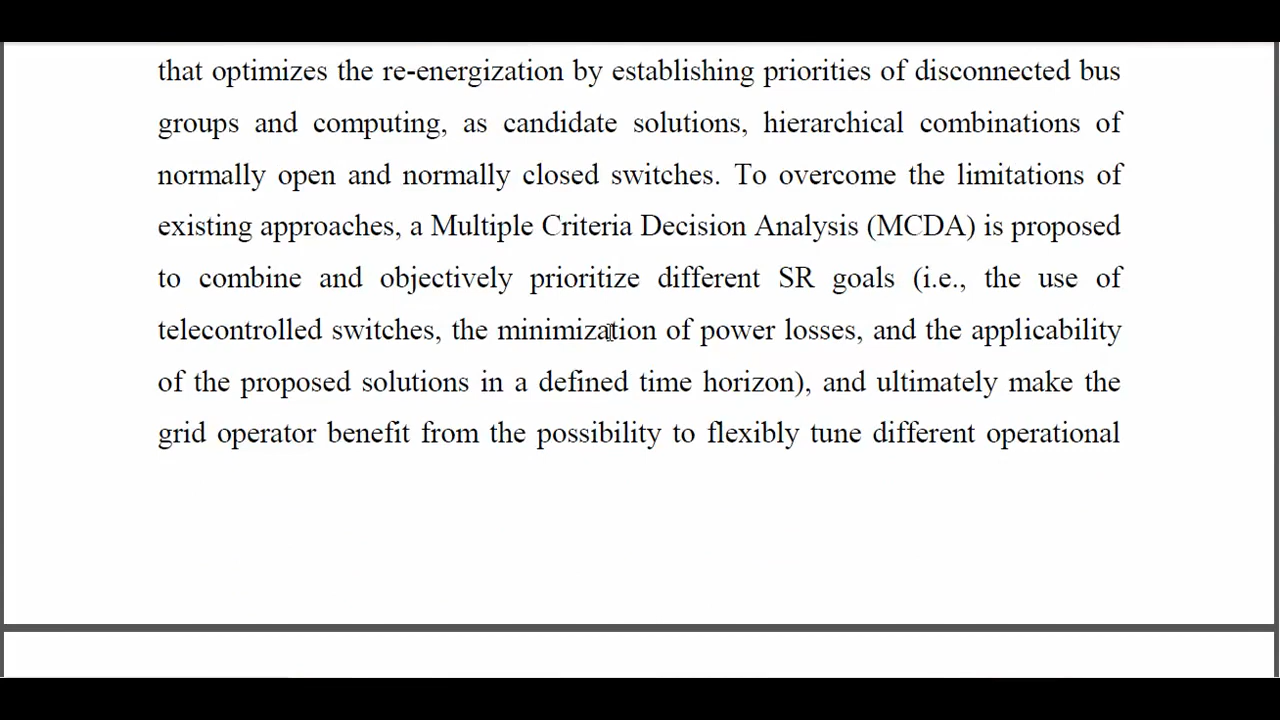 that optimizes the re-energization by establishing priorities of disconnected bus
groups and computing, as candidate solutions, hierarchical combinations of
normally open and normally closed switches. To overcome the limitations of
existing approaches, a Multiple Criteria Decision Analysis (MCDA) is proposed
to combine and objectively prioritize different SR goals (i.e., the use of
telecontrolled switches, the minimization of power losses, and the applicability
of the proposed solutions in a defined time horizon), and ultimately make the
grid operator benefit from the possibility to flexibly tune different operational